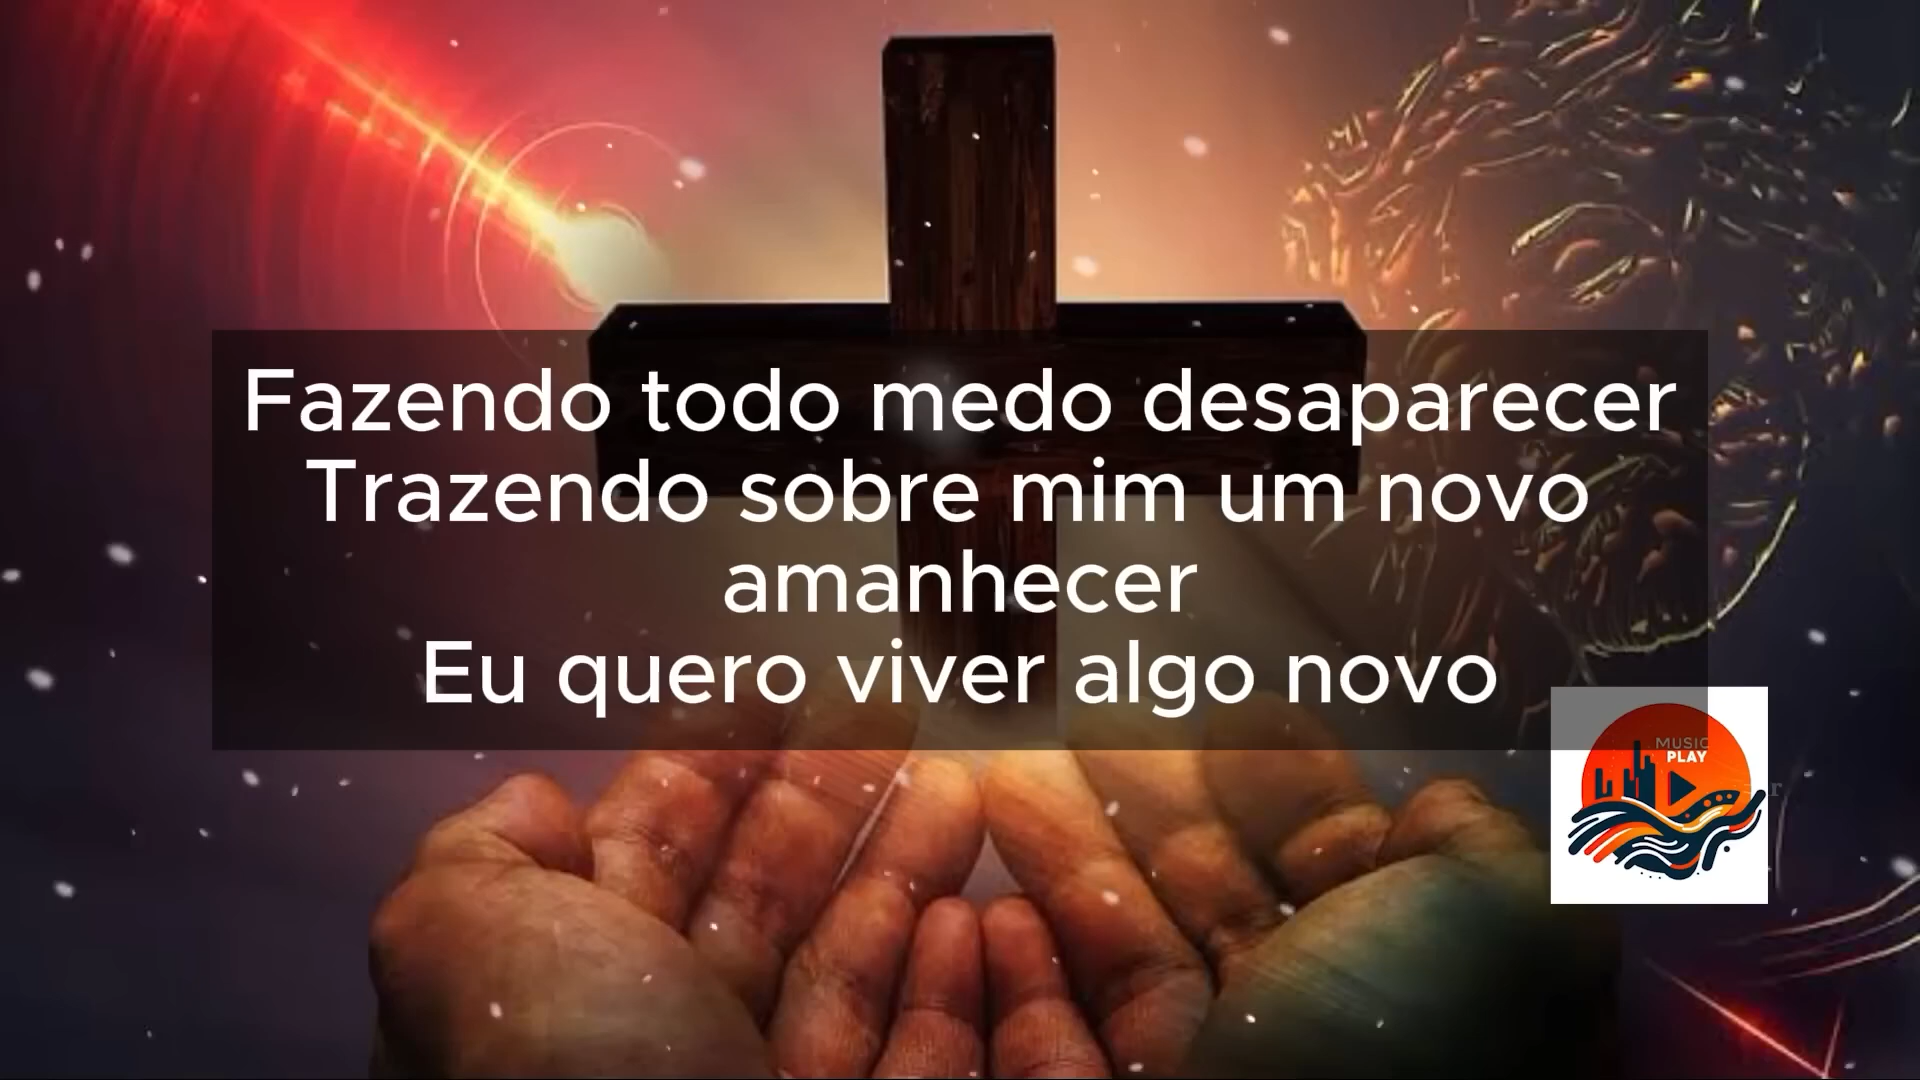 Fazendo todo medo desaparecer
Trazendo sobre mim um novo
amanhecer
Eu quero viver algo novo
MUSIC
PLAY